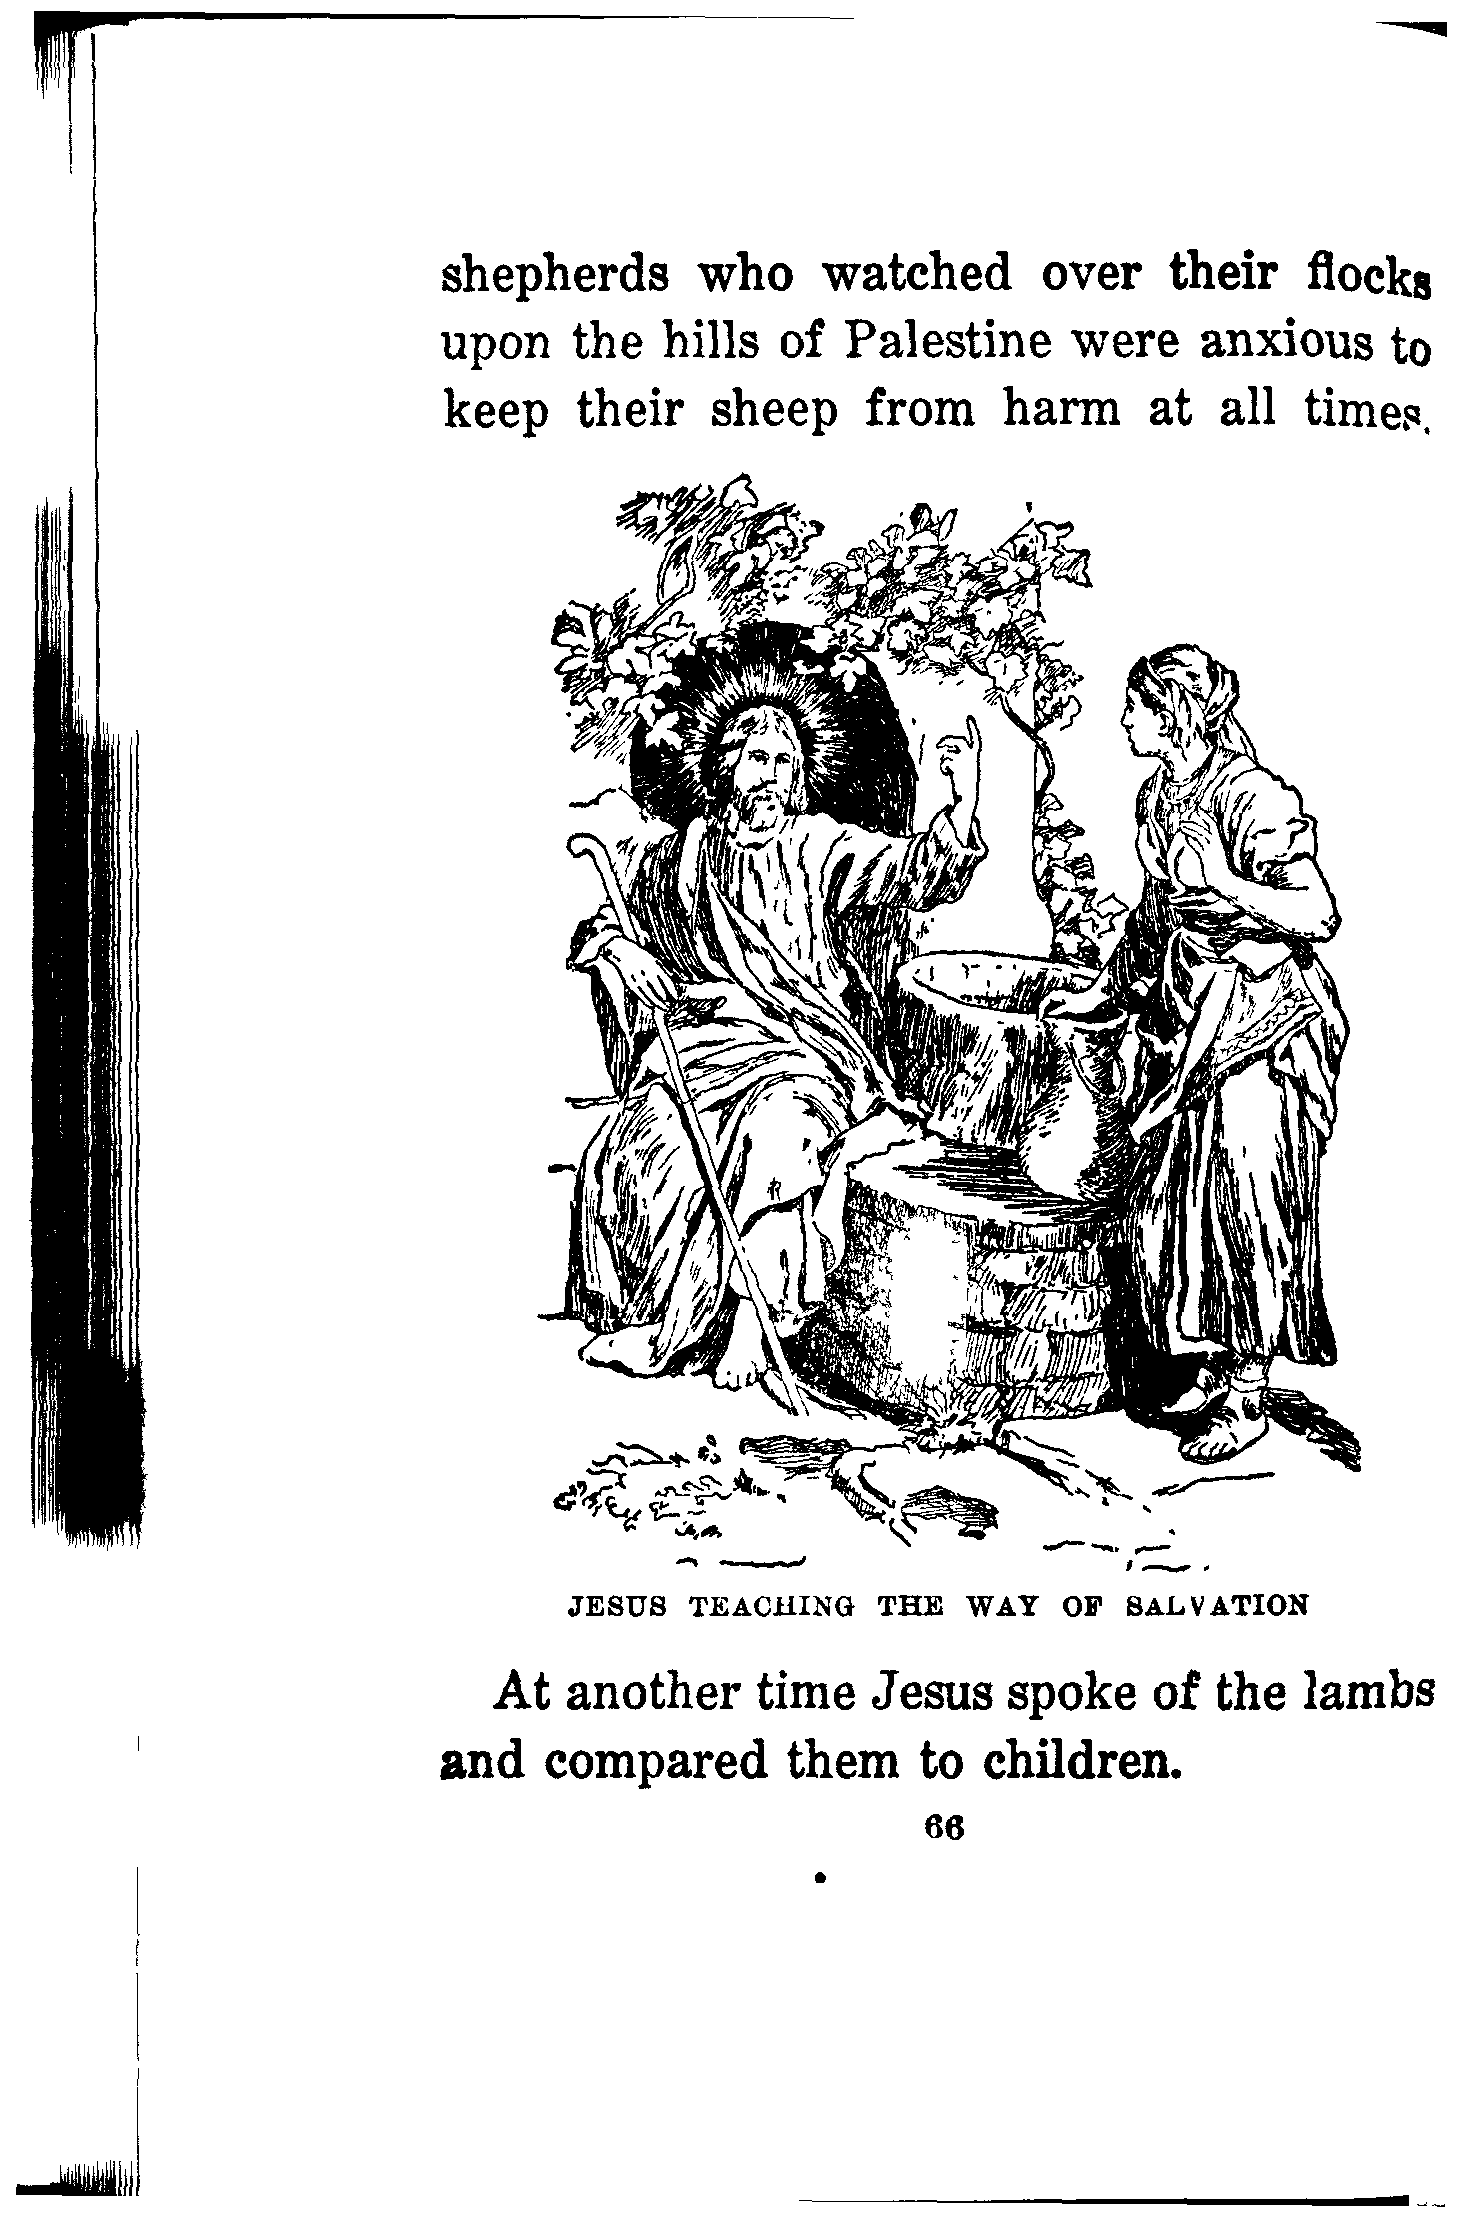 shepherds who watched over their flocks
upon the hills of Palestine were anxious to
keep their sheep from harm at all times.
JESUS TEACHING THE WAY OF SALVATION
At another time Jesus spoke of the lambs
and compared them to children.
66